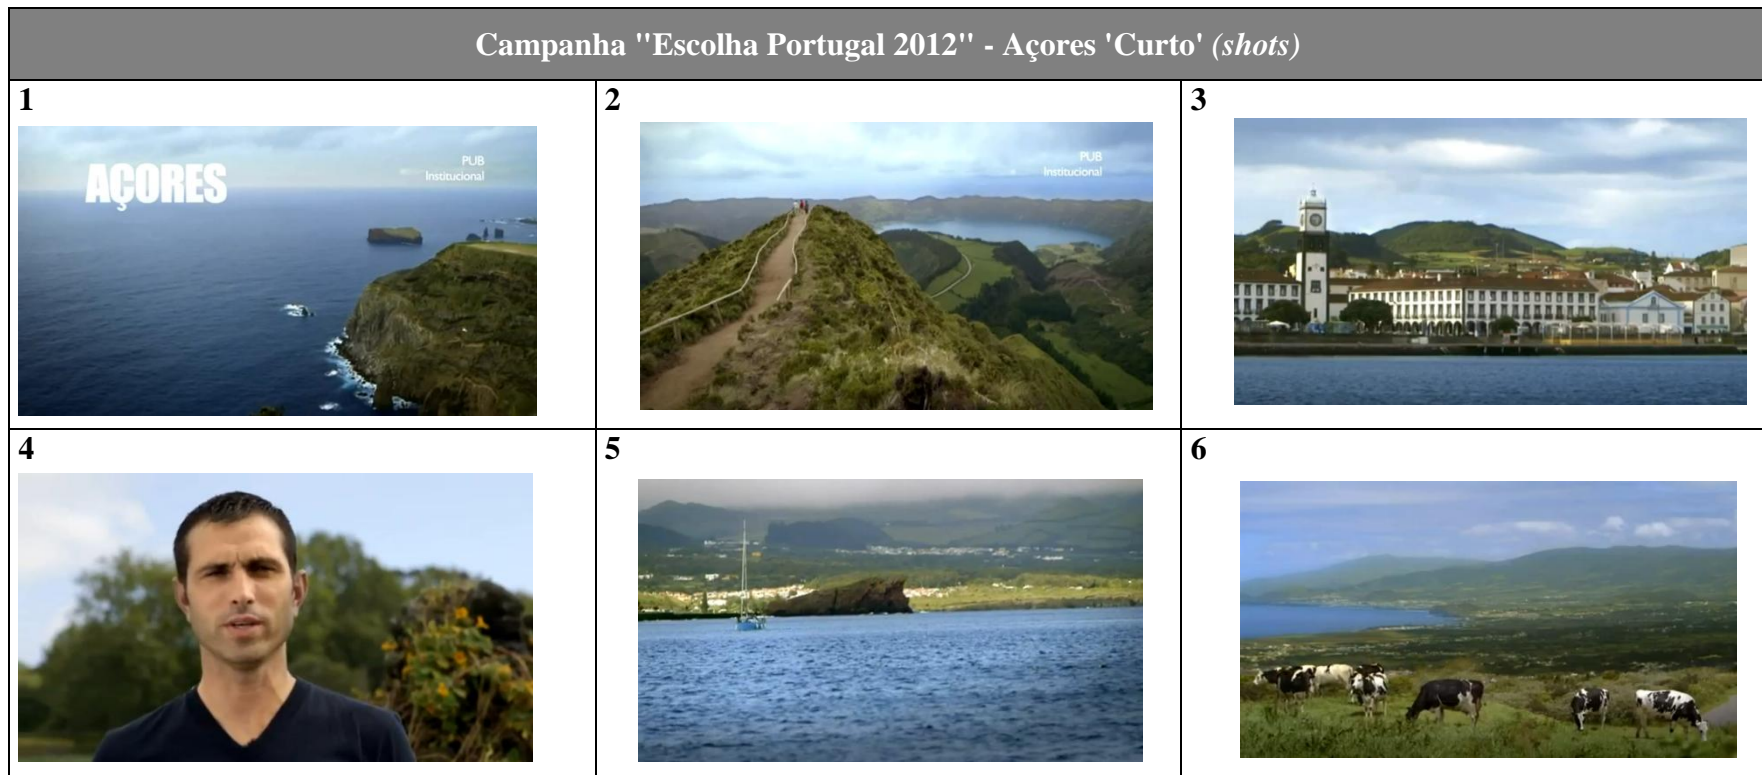 Campanha "Escolha Portugal 2012" - Açores 'Curto' (shots)
1
2
3
AÇORES
PUB
Institucional
PUB
Institucional
4
5
6